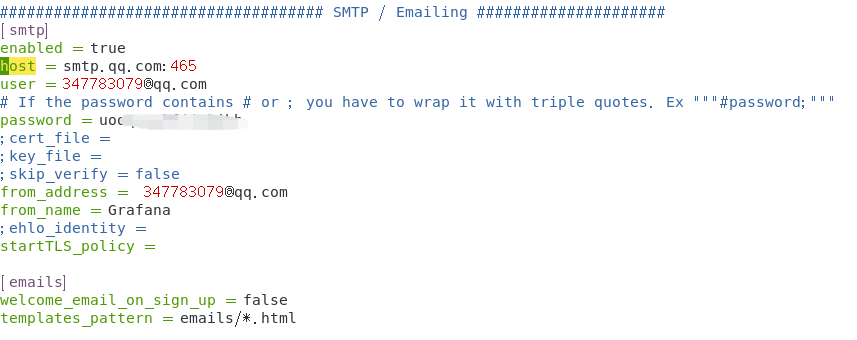 #################################### SMTP / Emailing #####################
[smtp]
enabled = true
host = smtp.qq.com:465
user = 347783079@qq.com
# If the password contains # or ; you have to wrap it with triple quotes. Ex """#password;"""
password =
;cert_file =
;key_file =
;skip_verify = false
from_address = 347783079@qq.com
from_name = Grafana
;ehlo_identity =
startTLS_policy =
[emails]
welcome_email_on_sign_up = false
templates_pattern = emails/*.html